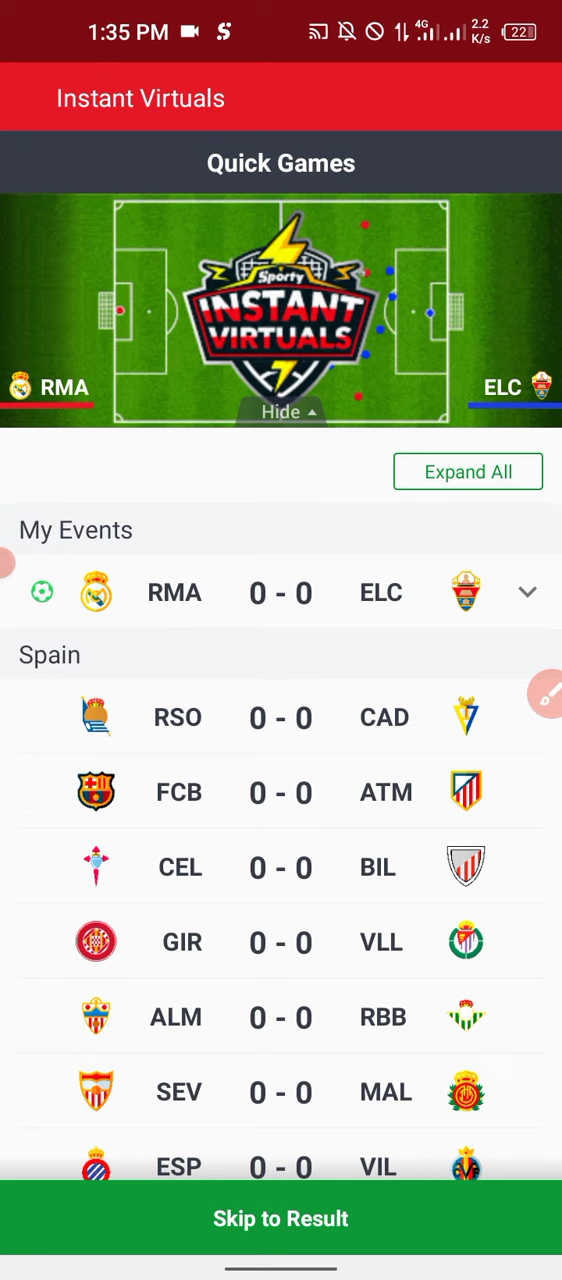 1:35 PM 4G 2.2 K/s 22
Instant Virtuals
Quick Games
Sporty
INSTANT
VIRTUALS
RMA ELC
Hide
Expand All
My Events
RMA 0 - 0 ELC
Spain
RSO 0 - 0 CAD
FCB 0 - 0 ATM
CEL 0 - 0 BIL
GIR 0 - 0 VLL
ALM 0 - 0 RBB
SEV 0 - 0 MAL
ESP 0 - 0 VIL
Skip to Result